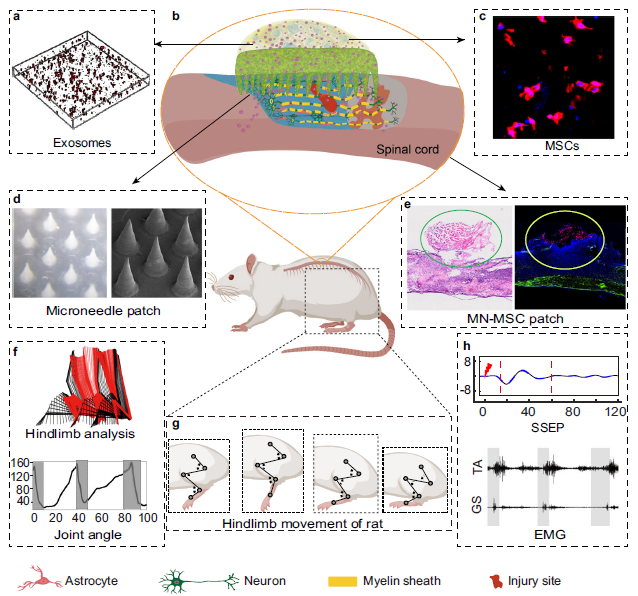 a
b
c
Exosomes
Spinal cord
MSCs
d
e
Microneedle patch
MN-MSC patch
f
g
h
Hindlimb analysis
8
-8
0
40
80
120
SSEP
160
120
80
40
0
20
40
60
80
100
Joint angle
Hindlimb movement of rat
TA
GS
EMG
Astrocyte
Neuron
Myelin sheath
Injury site